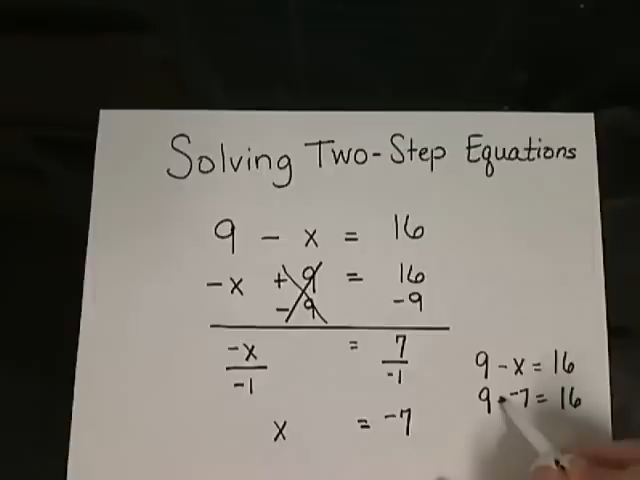 Solving Two-Step Equations
9 - x = 16
-x +9 = 16
-9 -9
-x/-1 = 7/-1
x = -7
9 - x = 16
9 - -7 = 16